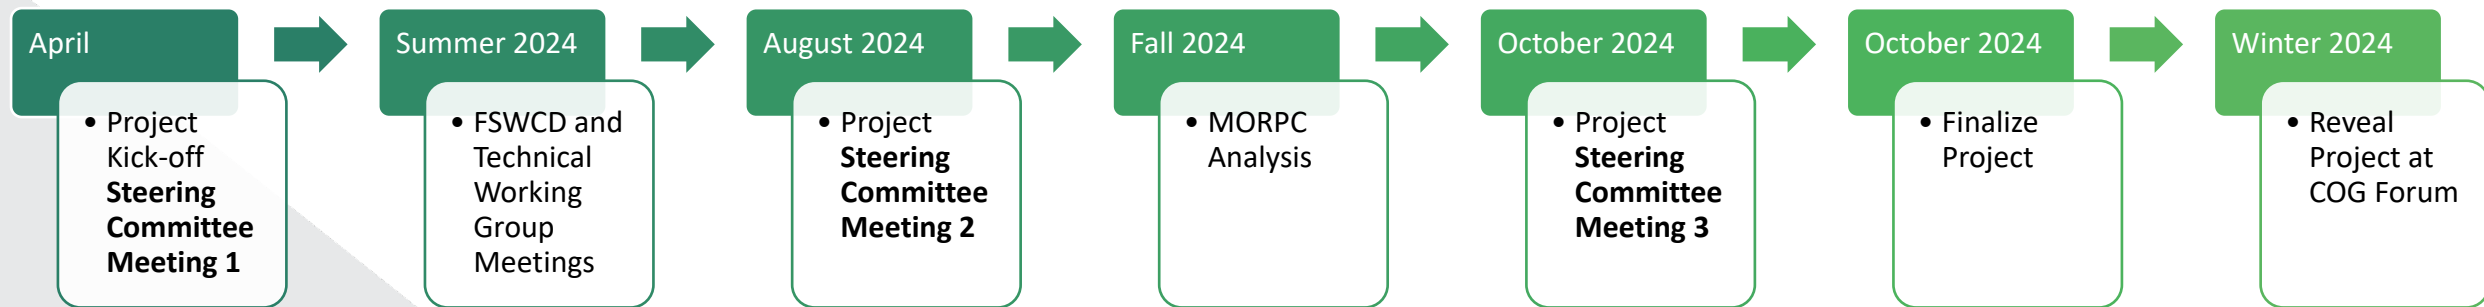 April
• Project
Kick-off
Steering
Committee
Meeting 1
Summer 2024
• FSWCD and
Technical
Working
Group
Meetings
August 2024
• Project
Steering
Committee
Meeting 2
Fall 2024
• MORPC
Analysis
October 2024
• Project
Steering
Committee
Meeting 3
October 2024
• Finalize
Project
Winter 2024
• Reveal
Project at
COG Forum